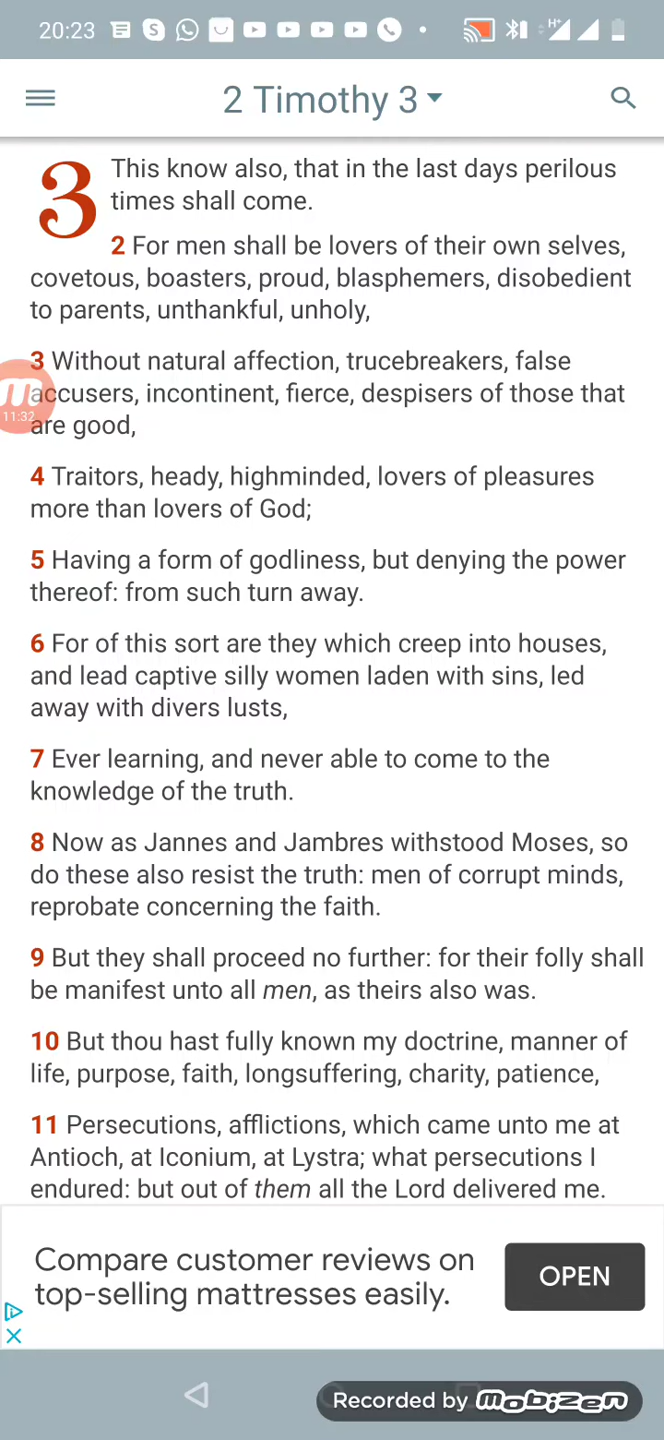 20:23
H+
2 Timothy 3
3
This know also, that in the last days perilous
times shall come.
2 For men shall be lovers of their own selves,
covetous, boasters, proud, blasphemers, disobedient
to parents, unthankful, unholy,
3 Without natural affection, trucebreakers, false
accusers, incontinent, fierce, despisers of those that
are good,
m
11:32
4 Traitors, heady, highminded, lovers of pleasures
more than lovers of God;
5 Having a form of godliness, but denying the power
thereof: from such turn away.
6 For of this sort are they which creep into houses,
and lead captive silly women laden with sins, led
away with divers lusts,
7 Ever learning, and never able to come to the
knowledge of the truth.
8 Now as Jannes and Jambres withstood Moses, so
do these also resist the truth: men of corrupt minds,
reprobate concerning the faith.
9 But they shall proceed no further: for their folly shall
be manifest unto all men, as theirs also was.
10 But thou hast fully known my doctrine, manner of
life, purpose, faith, longsuffering, charity, patience,
11 Persecutions, afflictions, which came unto me at
Antioch, at Iconium, at Lystra; what persecutions I
endured: but out of them all the Lord delivered me.
Compare customer reviews on
top-selling mattresses easily.
OPEN
Recorded by mobizen